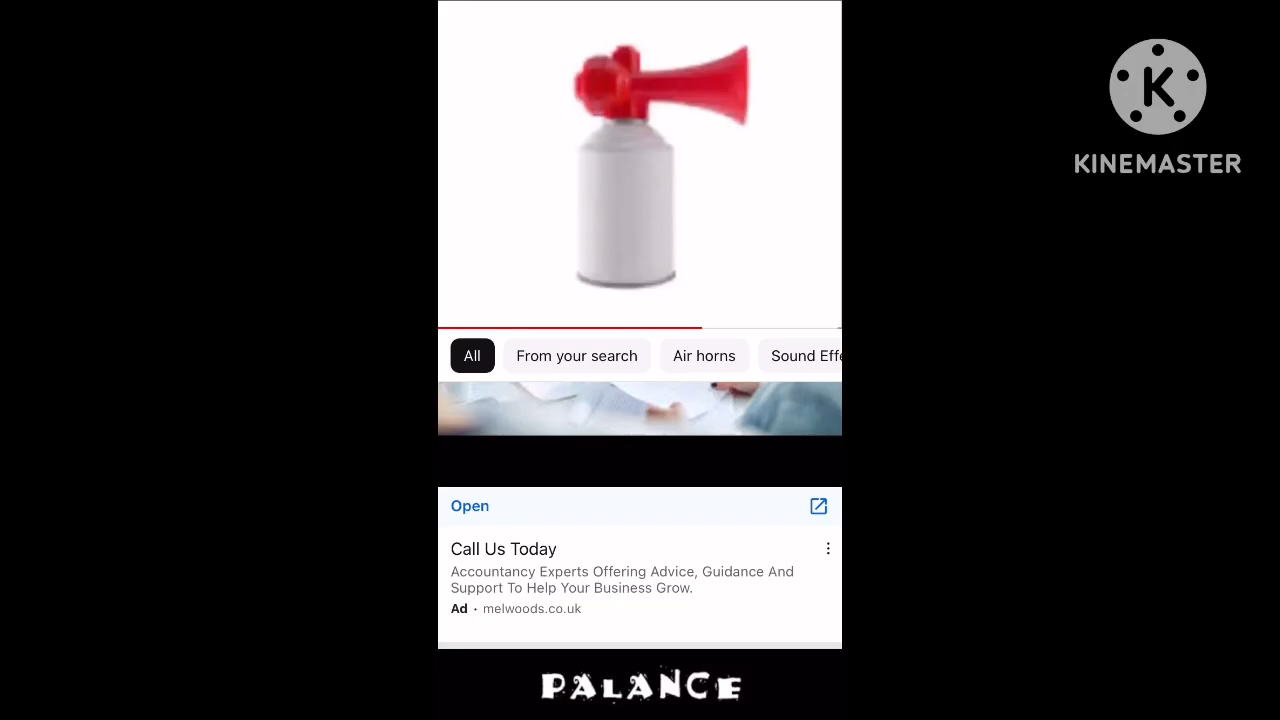 KINEMASTER
All
From your search
Air horns
Sound Effe
Open
Call Us Today
Accountancy Experts Offering Advice, Guidance And
Support To Help Your Business Grow.
Ad · melwoods.co.uk
PALANCE